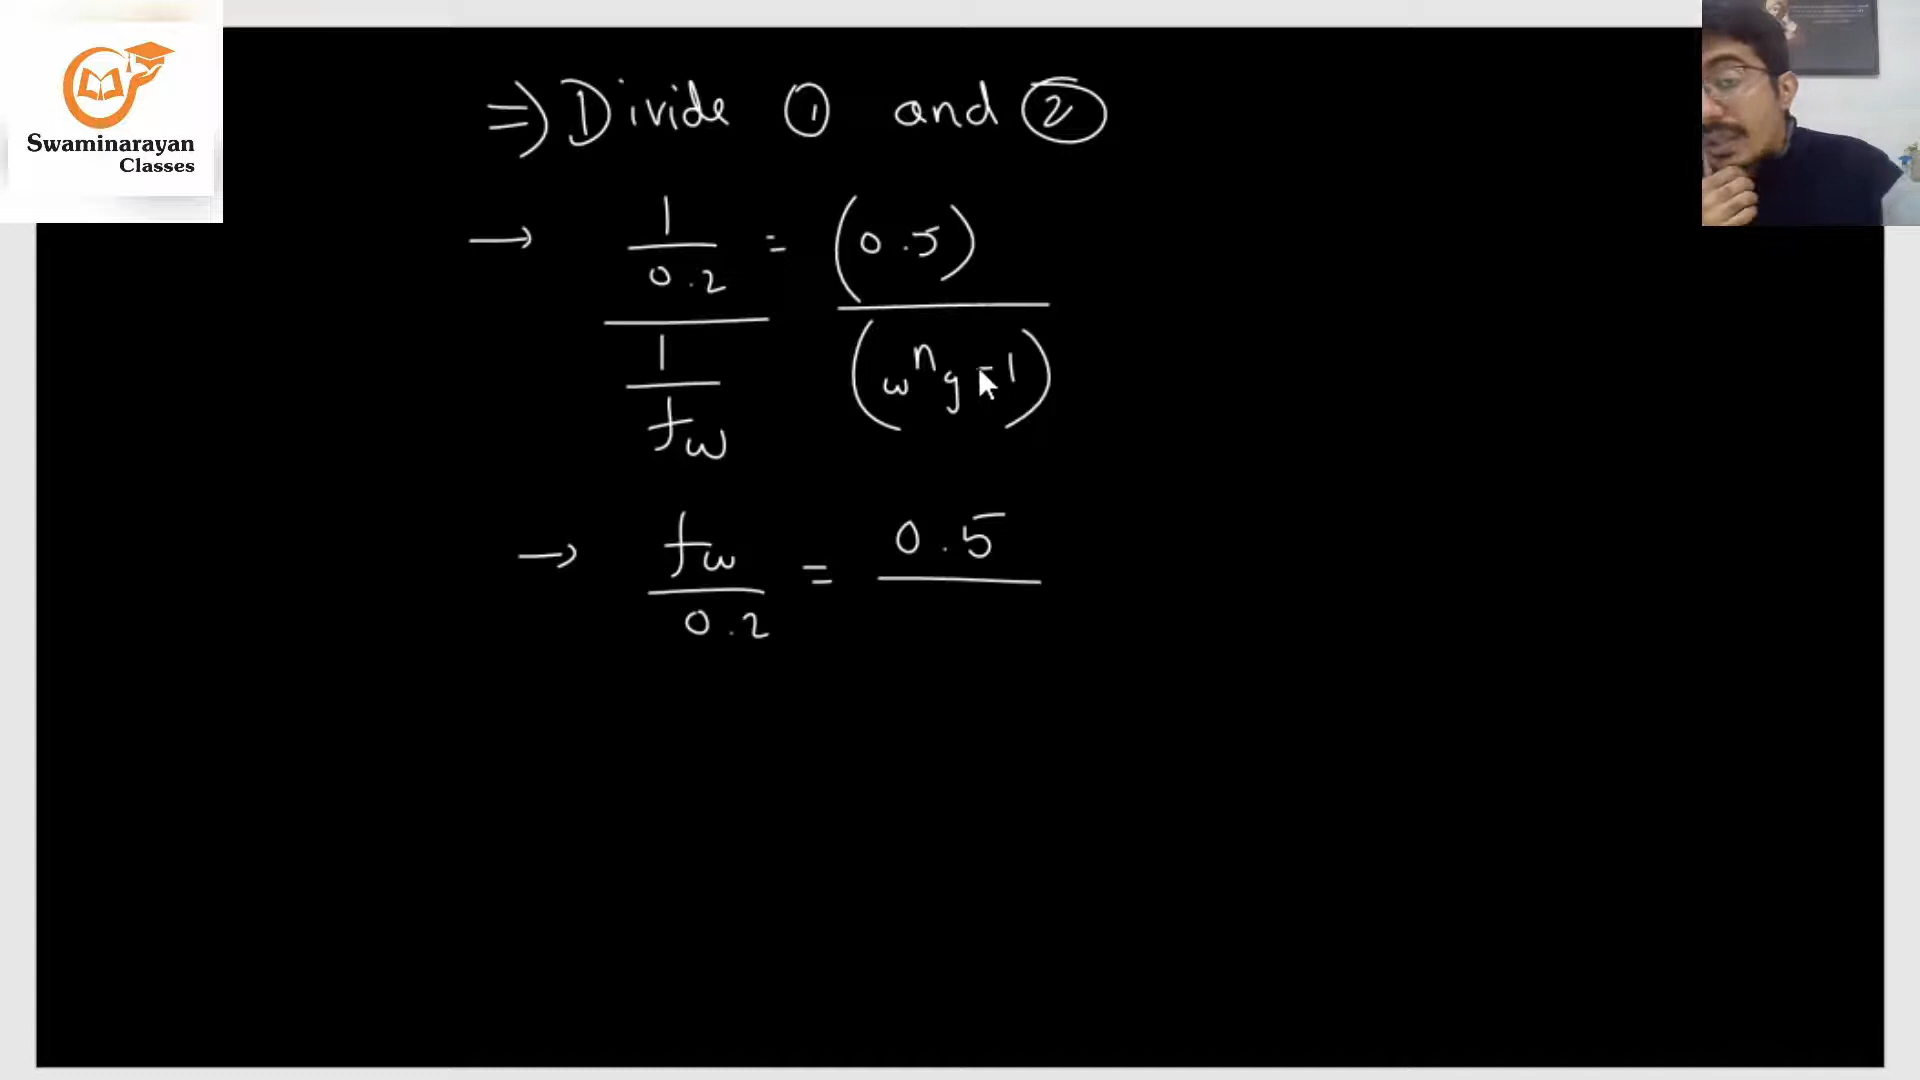 Swaminarayan
Classes
⇒ Divide ① and ②
→ 1/0.2 / 1/fw = (0.5) / (wng - 1)
→ fw/0.2 = 0.5